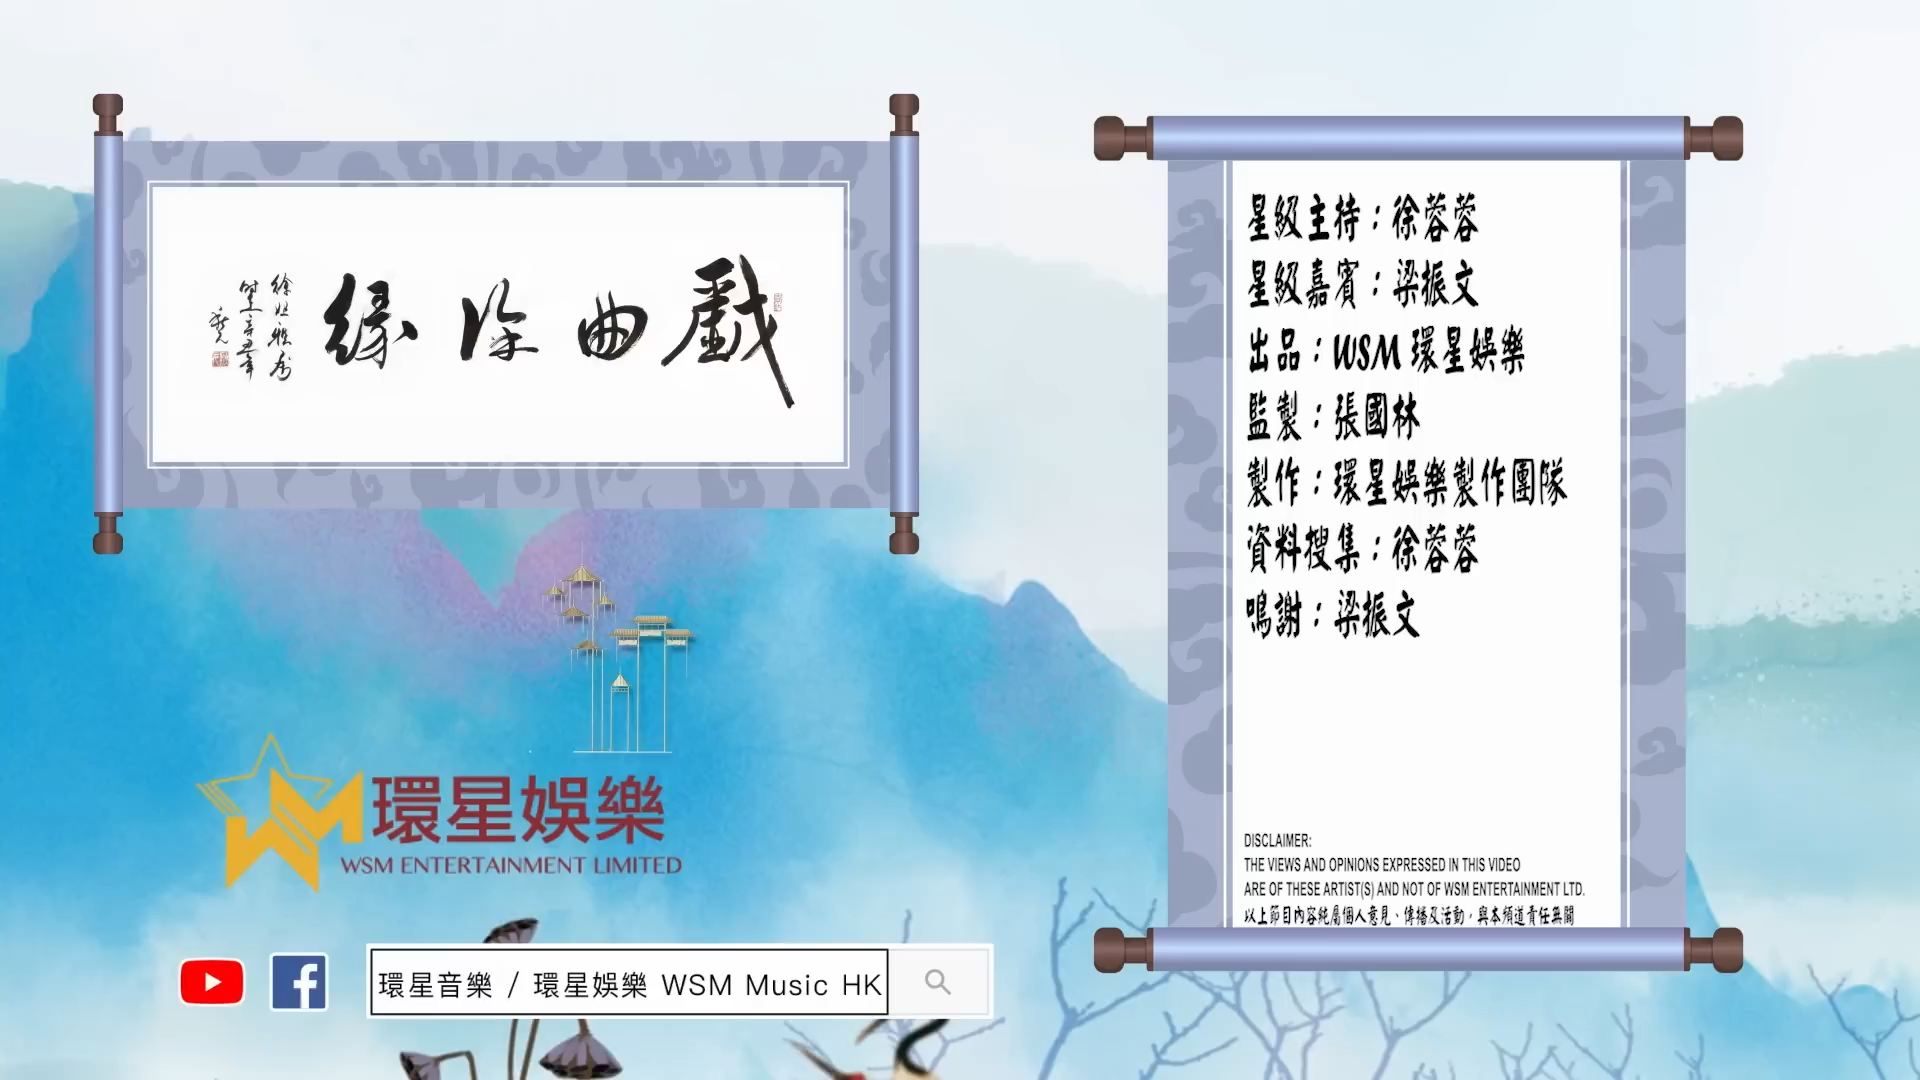 戲曲深緣
星級主持：徐蓉蓉
星級嘉賓：梁振文
出品：WSM 環星娛樂
監製：張國林
製作：環星娛樂製作團隊
資料搜集：徐蓉蓉
鳴謝：梁振文
DISCLAIMER:
THE VIEWS AND OPINIONS EXPRESSED IN THIS VIDEO
ARE OF THESE ARTIST(S) AND NOT OF WSM ENTERTAINMENT LTD.
以上節目內容純屬個人意見、傳播及活動，與本頻道責任無關
環星娛樂
WSM ENTERTAINMENT LIMITED
環星音樂 / 環星娛樂 WSM Music HK